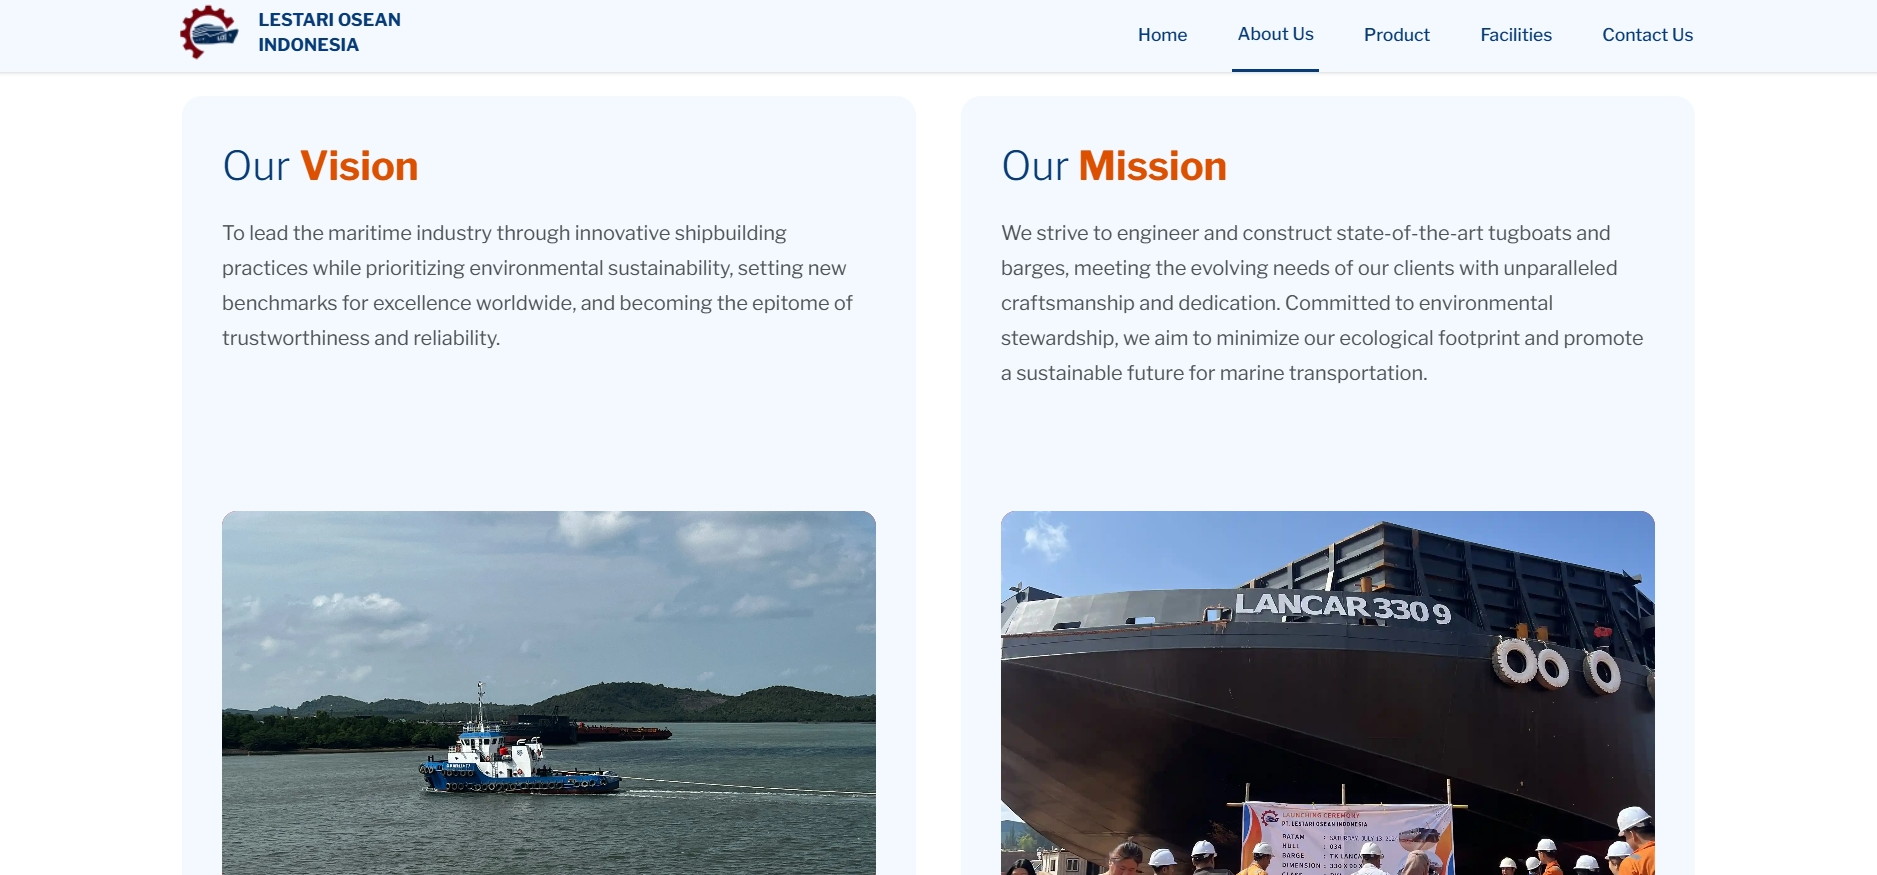 LESTARI OSEAN
INDONESIA
Home About Us Product Facilities Contact Us
Our Vision
To lead the maritime industry through innovative shipbuilding
practices while prioritizing environmental sustainability, setting new
benchmarks for excellence worldwide, and becoming the epitome of
trustworthiness and reliability.
Our Mission
We strive to engineer and construct state-of-the-art tugboats and
barges, meeting the evolving needs of our clients with unparalleled
craftsmanship and dedication. Committed to environmental
stewardship, we aim to minimize our ecological footprint and promote
a sustainable future for marine transportation.
LANCAR 3309
LAUNCHING CEREMONY
PT. LESTARI OSEAN INDONESIA
BATAM : SATURDAY, JULY 13,
HULL : 034
BARGE : TK
DIMENSION : 330 X 90 X